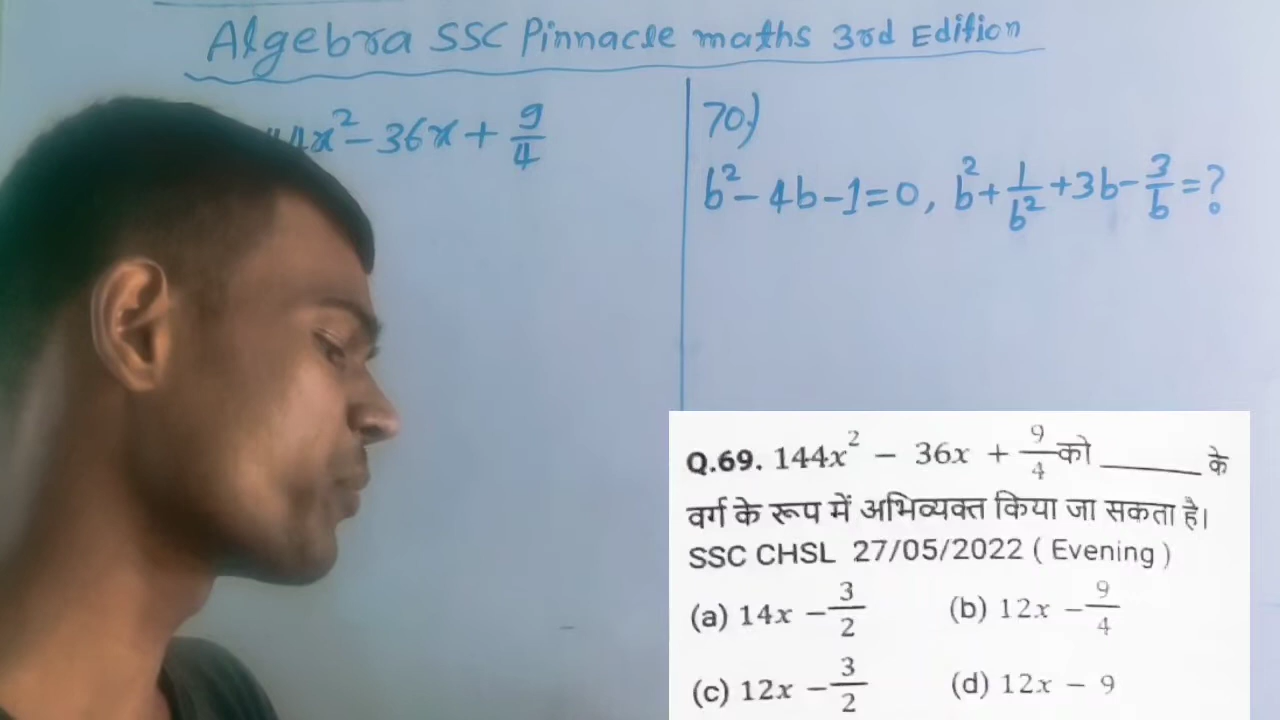 Algebra SSC Pinnacle maths 3rd Edition
44x² - 36x + 9/4
70)
b² - 4b - 1 = 0, b² + 1/b² + 3b - 3/b = ?
Q.69. 144x² - 36x + 9/4 को ______ के
वर्ग के रूप में अभिव्यक्त किया जा सकता है।
SSC CHSL 27/05/2022 ( Evening )
(a) 14x - 3/2 (b) 12x - 9/4
(c) 12x - 3/2 (d) 12x - 9